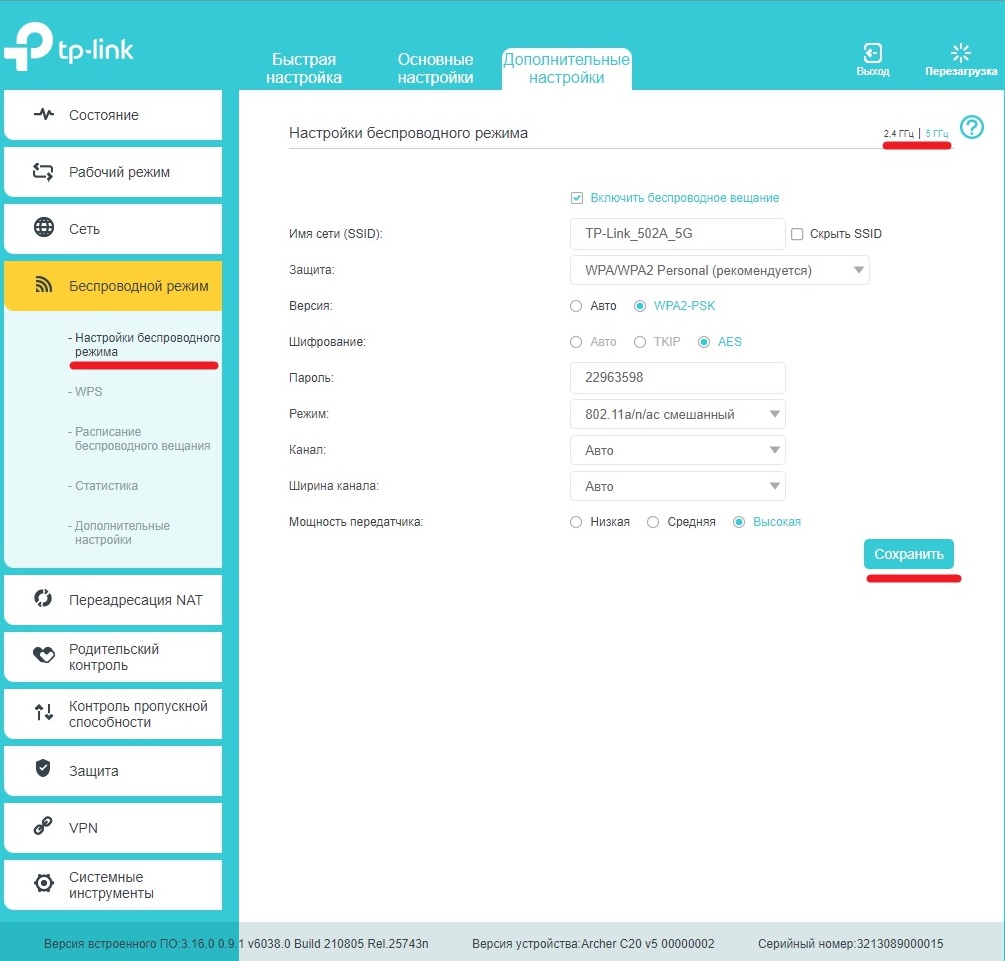 tp-link
Быстрая
настройка
Основные
настройки
Дополнительные
настройки
Выход
Перезагрузка
Состояние
Рабочий режим
Сеть
Беспроводной режим
- Настройки беспроводного
режима
- WPS
- Расписание
беспроводного вещания
- Статистика
- Дополнительные
настройки
Переадресация NAT
Родительский
контроль
Контроль пропускной
способности
Защита
VPN
Системные
инструменты
Настройки беспроводного режима
2,4 ГГц | 5 ГГц
?
Включить беспроводное вещание
Имя сети (SSID): TP-Link_502A_5G Скрыть SSID
Защита: WPA/WPA2 Personal (рекомендуется)
Версия: Авто WPA2-PSK
Шифрование: Авто TKIP AES
Пароль: 22963598
Режим: 802.11a/n/ac смешанный
Канал: Авто
Ширина канала: Авто
Мощность передатчика: Низкая Средняя Высокая
Сохранить
Версия встроенного ПО:3.16.0 0.9.1 v6038.0 Build 210805 Rel.25743n Версия устройства:Archer C20 v5 00000002 Серийный номер:3213089000015